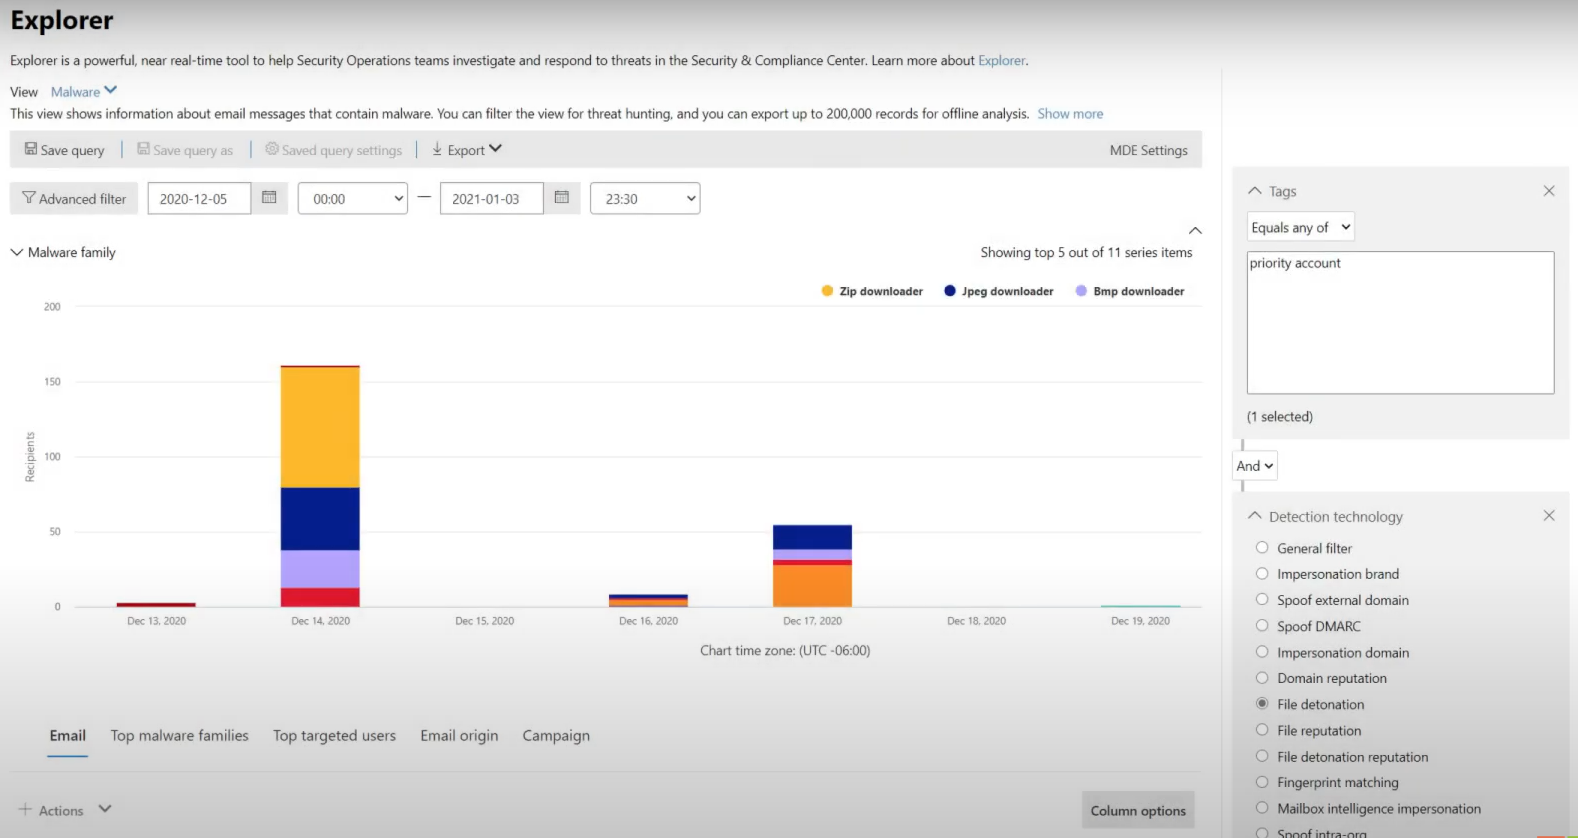 Explorer
Explorer is a powerful, near real-time tool to help Security Operations teams investigate and respond to threats in the Security & Compliance Center. Learn more about Explorer.
View Malware
This view shows information about email messages that contain malware. You can filter the view for threat hunting, and you can export up to 200,000 records for offline analysis. Show more
Save query Save query as Saved query settings Export MDE Settings
Advanced filter 2020-12-05 00:00 — 2021-01-03 23:30
Malware family Showing top 5 out of 11 series items
Zip downloader Jpeg downloader Bmp downloader
200
150
100
50
0
Recipients
Dec 13, 2020 Dec 14, 2020 Dec 15, 2020 Dec 16, 2020 Dec 17, 2020 Dec 18, 2020 Dec 19, 2020
Chart time zone: (UTC -06:00)
Email Top malware families Top targeted users Email origin Campaign
Actions Column options
Tags
Equals any of
priority account
(1 selected)
And
Detection technology
General filter
Impersonation brand
Spoof external domain
Spoof DMARC
Impersonation domain
Domain reputation
File detonation
File reputation
File detonation reputation
Fingerprint matching
Mailbox intelligence impersonation
Spoof intra-org